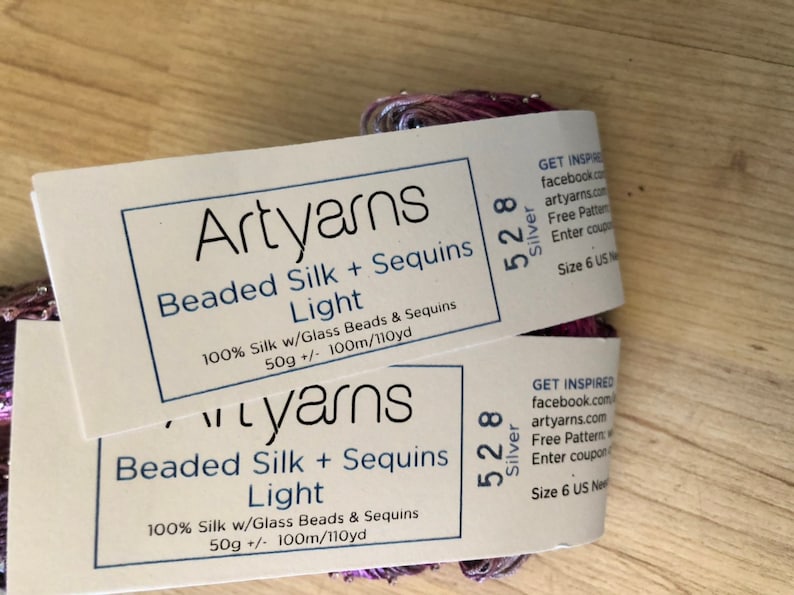 Artyarns
Beaded Silk + Sequins
Light
100% Silk w/Glass Beads & Sequins
50g +/- 100m/110yd
528
Silver
GET INSPIRED
facebook.com
artyarns.com
Free Pattern:
Enter coupon
Size 6 US
Artyarns
Beaded Silk + Sequins
Light
100% Silk w/Glass Beads & Sequins
50g +/- 100m/110yd
528
Silver
GET INSPIRED
facebook.com/
artyarns.com
Free Pattern:
Enter coupon
Size 6 US